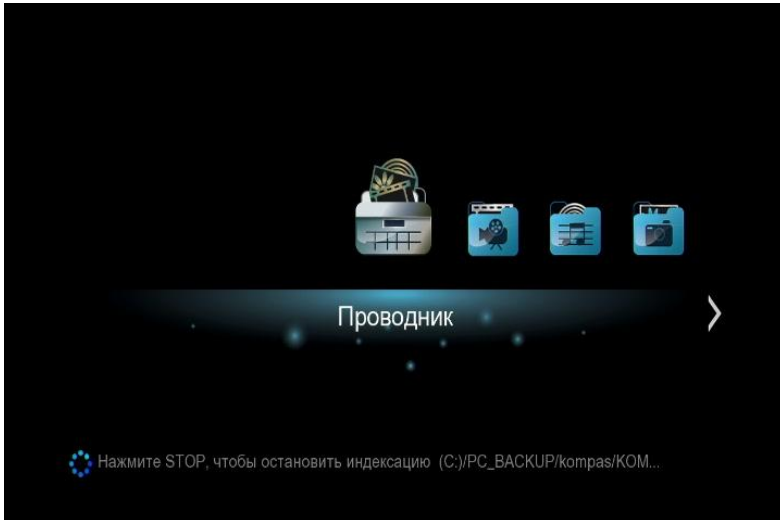 Проводник
Нажмите STOP, чтобы остановить индексацию (C:)/PC_BACKUP/kompas/KOM...